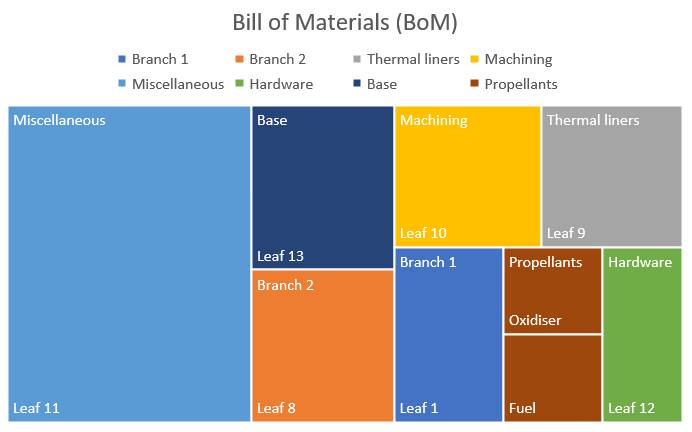 Bill of Materials (BoM)
Branch 1 Branch 2 Thermal liners Machining
Miscellaneous Hardware Base Propellants
Miscellaneous
Leaf 11
Base
Leaf 13
Branch 2
Leaf 8
Machining
Leaf 10
Thermal liners
Leaf 9
Branch 1
Leaf 1
Propellants
Oxidiser
Fuel
Hardware
Leaf 12